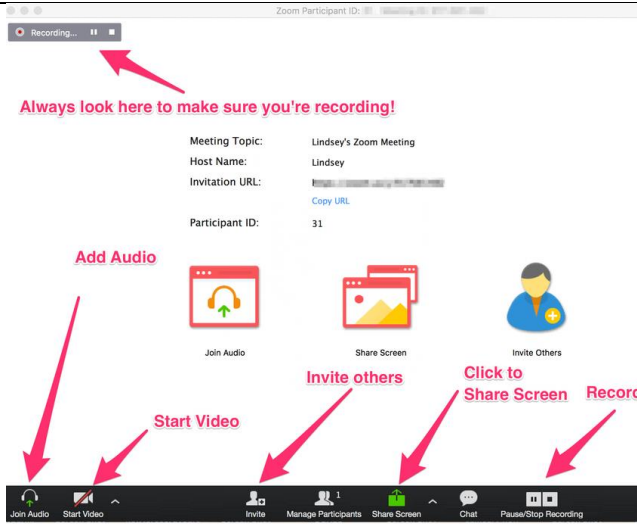 Zoom Participant ID:
Recording...
Always look here to make sure you're recording!
Meeting Topic: Lindsey's Zoom Meeting
Host Name: Lindsey
Invitation URL:
Copy URL
Participant ID: 31
Add Audio
Join Audio Share Screen Invite Others
Invite others
Click to
Share Screen
Record
Start Video
1
Join Audio Start Video Invite Manage Participants Share Screen Chat Pause/Stop Recording